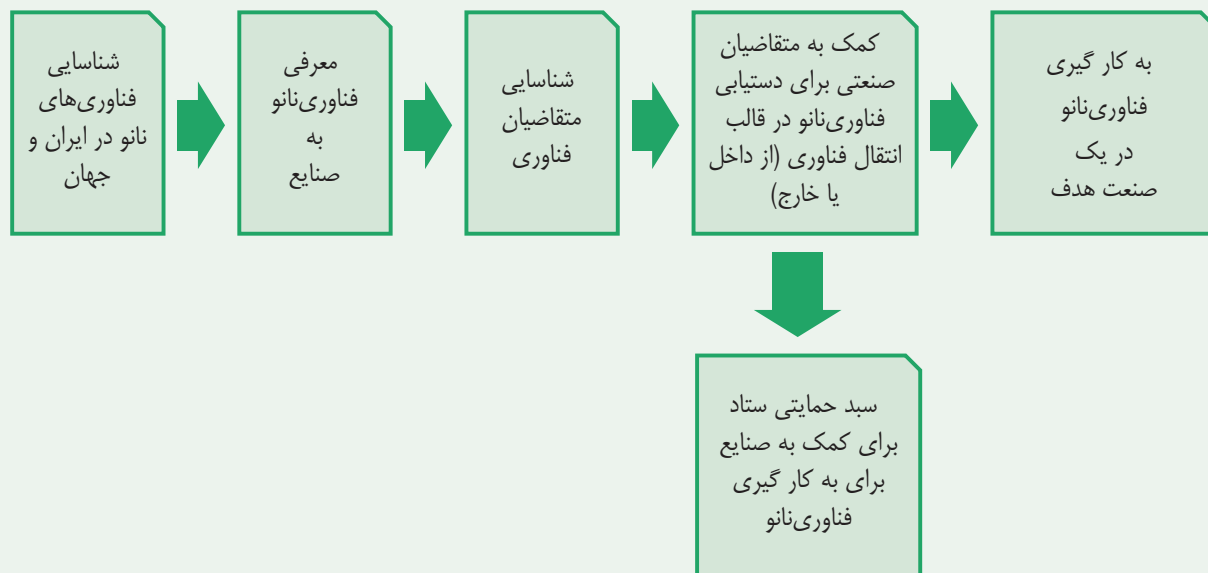 شناسایی
فناوری‌های
نانو در ایران و
جهان
معرفی
فناوری‌نانو
به
صنایع
شناسایی
متقاضیان
فناوری
کمک به متقاضیان
صنعتی برای دستیابی
فناوری‌نانو در قالب
انتقال فناوری (از داخل
یا خارج)
به کار گیری
فناوری‌نانو
در یک
صنعت هدف
سبد حمایتی ستاد
برای کمک به صنایع
برای به کار گیری
فناوری‌نانو